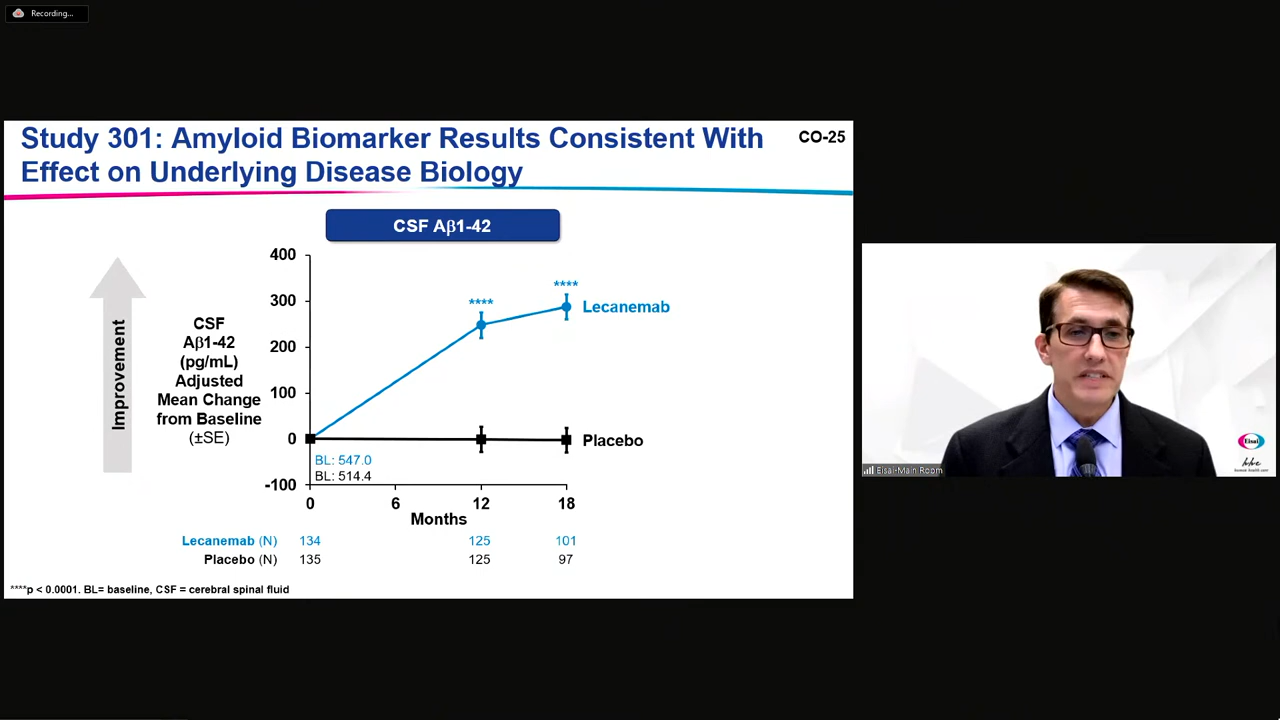 Recording...
Study 301: Amyloid Biomarker Results Consistent With
Effect on Underlying Disease Biology
CO-25
CSF Aβ1-42
Improvement
CSF
Aβ1-42
(pg/mL)
Adjusted
Mean Change
from Baseline
(±SE)
400
300
200
100
0
-100
****
****
Lecanemab
Placebo
BL: 547.0
BL: 514.4
0 6 12 18
Months
Lecanemab (N) 134 125 101
Placebo (N) 135 125 97
****p < 0.0001. BL= baseline, CSF = cerebral spinal fluid
Eisai
Eisai-Main Room